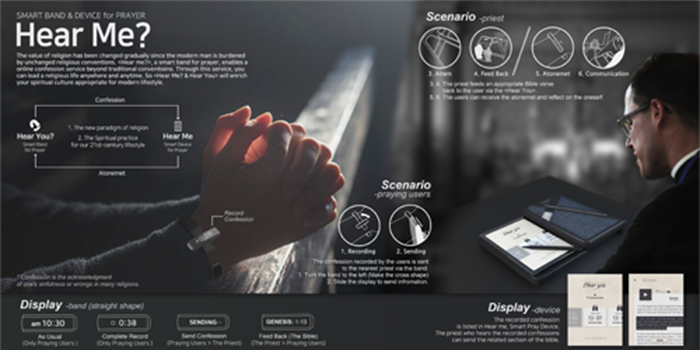 SMART BAND & DEVICE for PRAYER
Hear Me?
The value of religion has been changed gradually since the modern man is burdened
by unchanged religious conventions. <Hear me?>, a smart band for prayer, enables a
online confession service beyond traditional conventions. Through this service, you
can lead a religious life anywhere and anytime. So <Hear Me? & Hear You> will enrich
your spiritual culture appropriate for modern lifestyle.
Confession
Hear You?
Smart Band
for Prayer
1. The new paradigm of religion
2. The Spiritual practice
for our 21st-century lifestyle
Hear Me
Smart Device
for Prayer
Atonemet
Record
Confession
* Confession is the acknowledgment
of one's sinfulness or wrongs in many religions.
Scenario -priest
3. Alarm
4. Feed Back
5. Atonemet
6. Communication
3. 4. The priest feeds an appropriate Bible verse
back to the user via the <Hear You>
5. 6. The users can receive the atonemet and reflect on the oneself
Scenario
-praying users
1. Recording
2. Sending
The confession recorded by the users is sent
to the nearest priest via the band.
1. Turn the band to the left (Make the cross shape)
2. Slide the display to send information.
Display -band (straight shape)
am 10:30
As Usual
(Only Praying Users)
0:38
Complete Record
(Only Praying Users)
SENDING
Send Confession
(Praying Users > The Priest)
GENESIS: 1-13
Feed Back (The Bible)
(The Priest > Praying Users)
Display -device
The recorded confession
is listed in Hear me, Smart Pray Device.
The priest who hears the recorded confessions
can send the related section of the bible.
Hear you